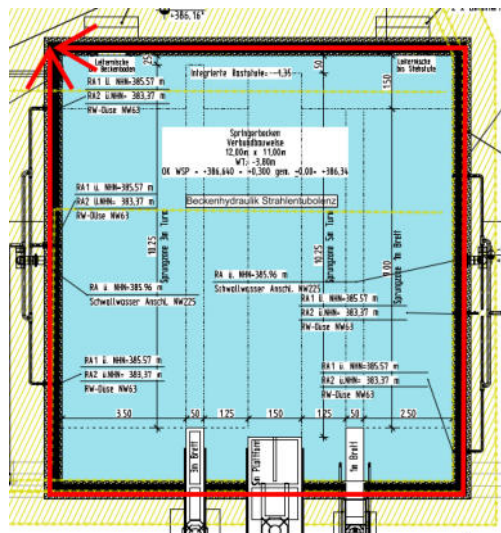 -386,16
Leiternische
im Beckenboden
25
50
Leiternische
bis Stehstufe
Integrierte Raststufe: -1,35
1.50
RA1 ü. NHN=385.57 m
RA2 ü.NHN= 383,37 m
RW-Düse NW63
Springerbecken
Verbundbauweise
12,00m x 11,00m
WT: -3,80m
OK WSP = -386,640 = +0,300 gem. -0,00= +386,34
RA1 ü. NHN=385.57 m
RA2 ü.NHN= 383,37 m
RW-Düse NW63
Beckenhydraulik Strahlenturbolenz
10.25
Sprungzone 3m Turm
10.25
Sprungzone 5m Turm
9.00
Sprungzone 1m Brett
RA ü. NHN=385.96 m
Schwallwasser Anschl. NW225
RA ü. NHN=385.96 m
Schwallwasser Anschl. NW225
RA1 ü. NHN=385.57 m
RA2 ü.NHN= 383,37 m
RW-Düse NW63
RA1 ü. NHN=385.57 m
RA2 ü.NHN= 383,37 m
RW-Düse NW63
RA1 ü. NHN=385.57 m
RA2 ü.NHN= 383,37 m
RW-Düse NW63
3.50
50
1.25
1.50
1.25
50
2.50
3m Brett
5m Plattform
1m Brett